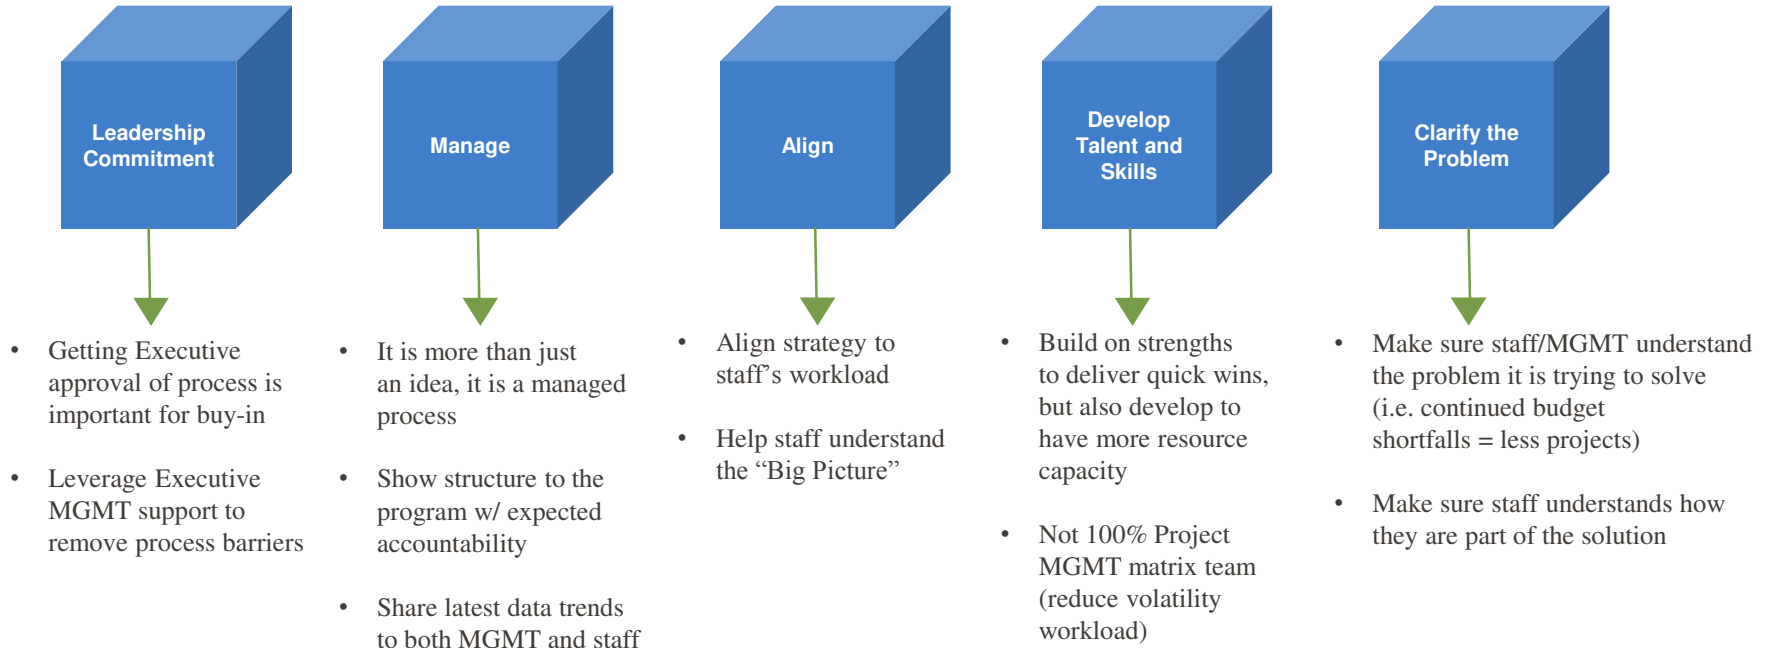 Leadership
Commitment
Manage
Align
Develop
Talent and
Skills
Clarify the
Problem
• Getting Executive
approval of process is
important for buy-in
• Leverage Executive
MGMT support to
remove process barriers
• It is more than just
an idea, it is a managed
process
• Show structure to the
program w/ expected
accountability
• Share latest data trends
to both MGMT and staff
• Align strategy to
staff’s workload
• Help staff understand
the “Big Picture”
• Build on strengths
to deliver quick wins,
but also develop to
have more resource
capacity
• Not 100% Project
MGMT matrix team
(reduce volatility
workload)
• Make sure staff/MGMT understand
the problem it is trying to solve
(i.e. continued budget
shortfalls = less projects)
• Make sure staff understands how
they are part of the solution